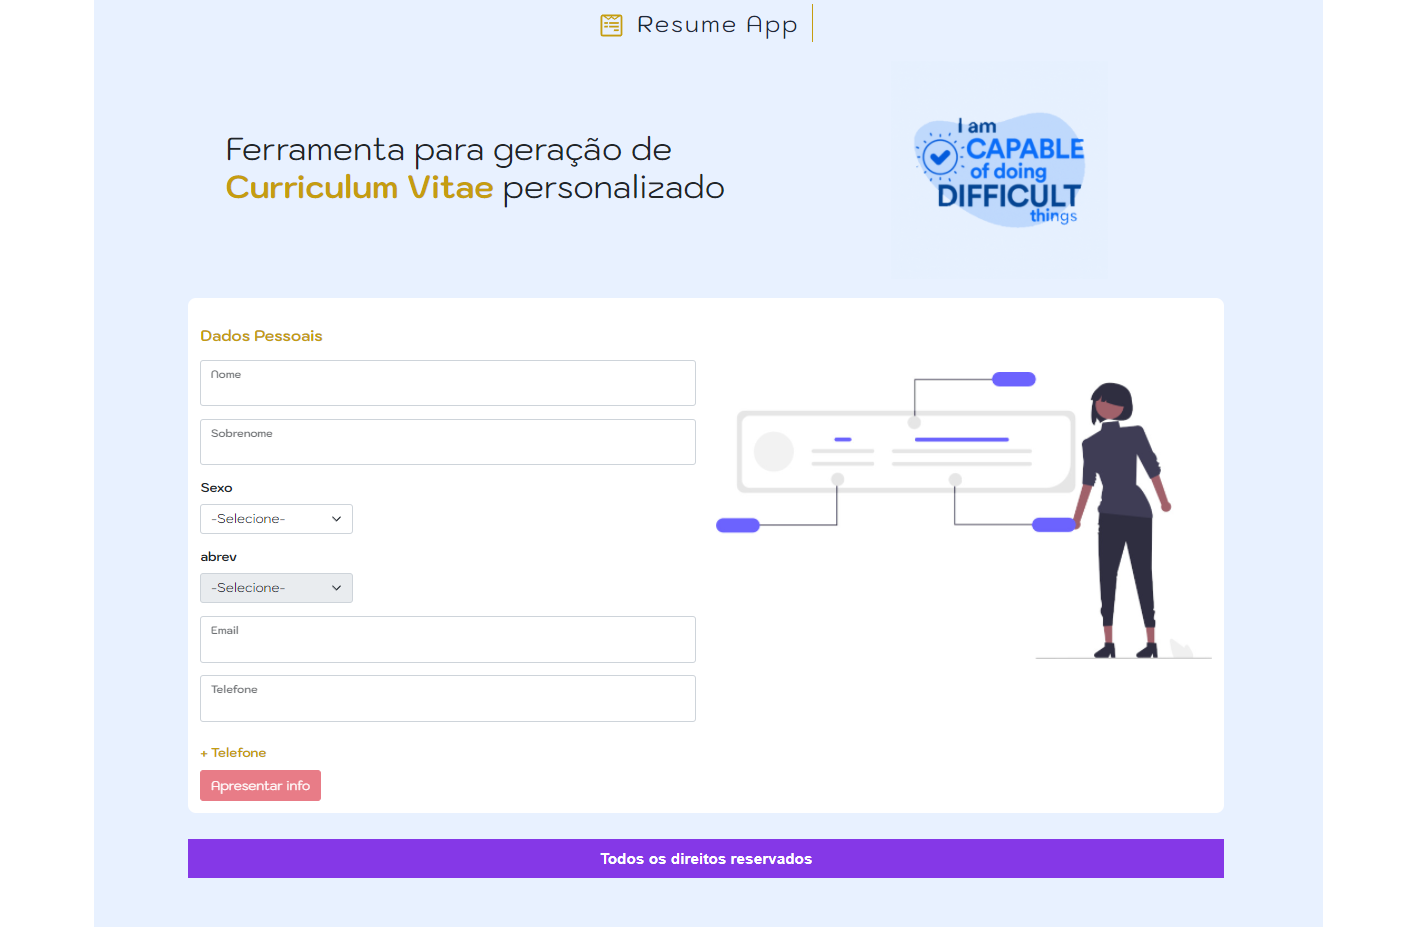 Resume App
Ferramenta para geração de
Curriculum Vitae personalizado
I am
CAPABLE
of doing
DIFFICULT
things
Dados Pessoais
Nome
Sobrenome
Sexo
-Selecione-
abrev
-Selecione-
Email
Telefone
+ Telefone
Apresentar info
Todos os direitos reservados